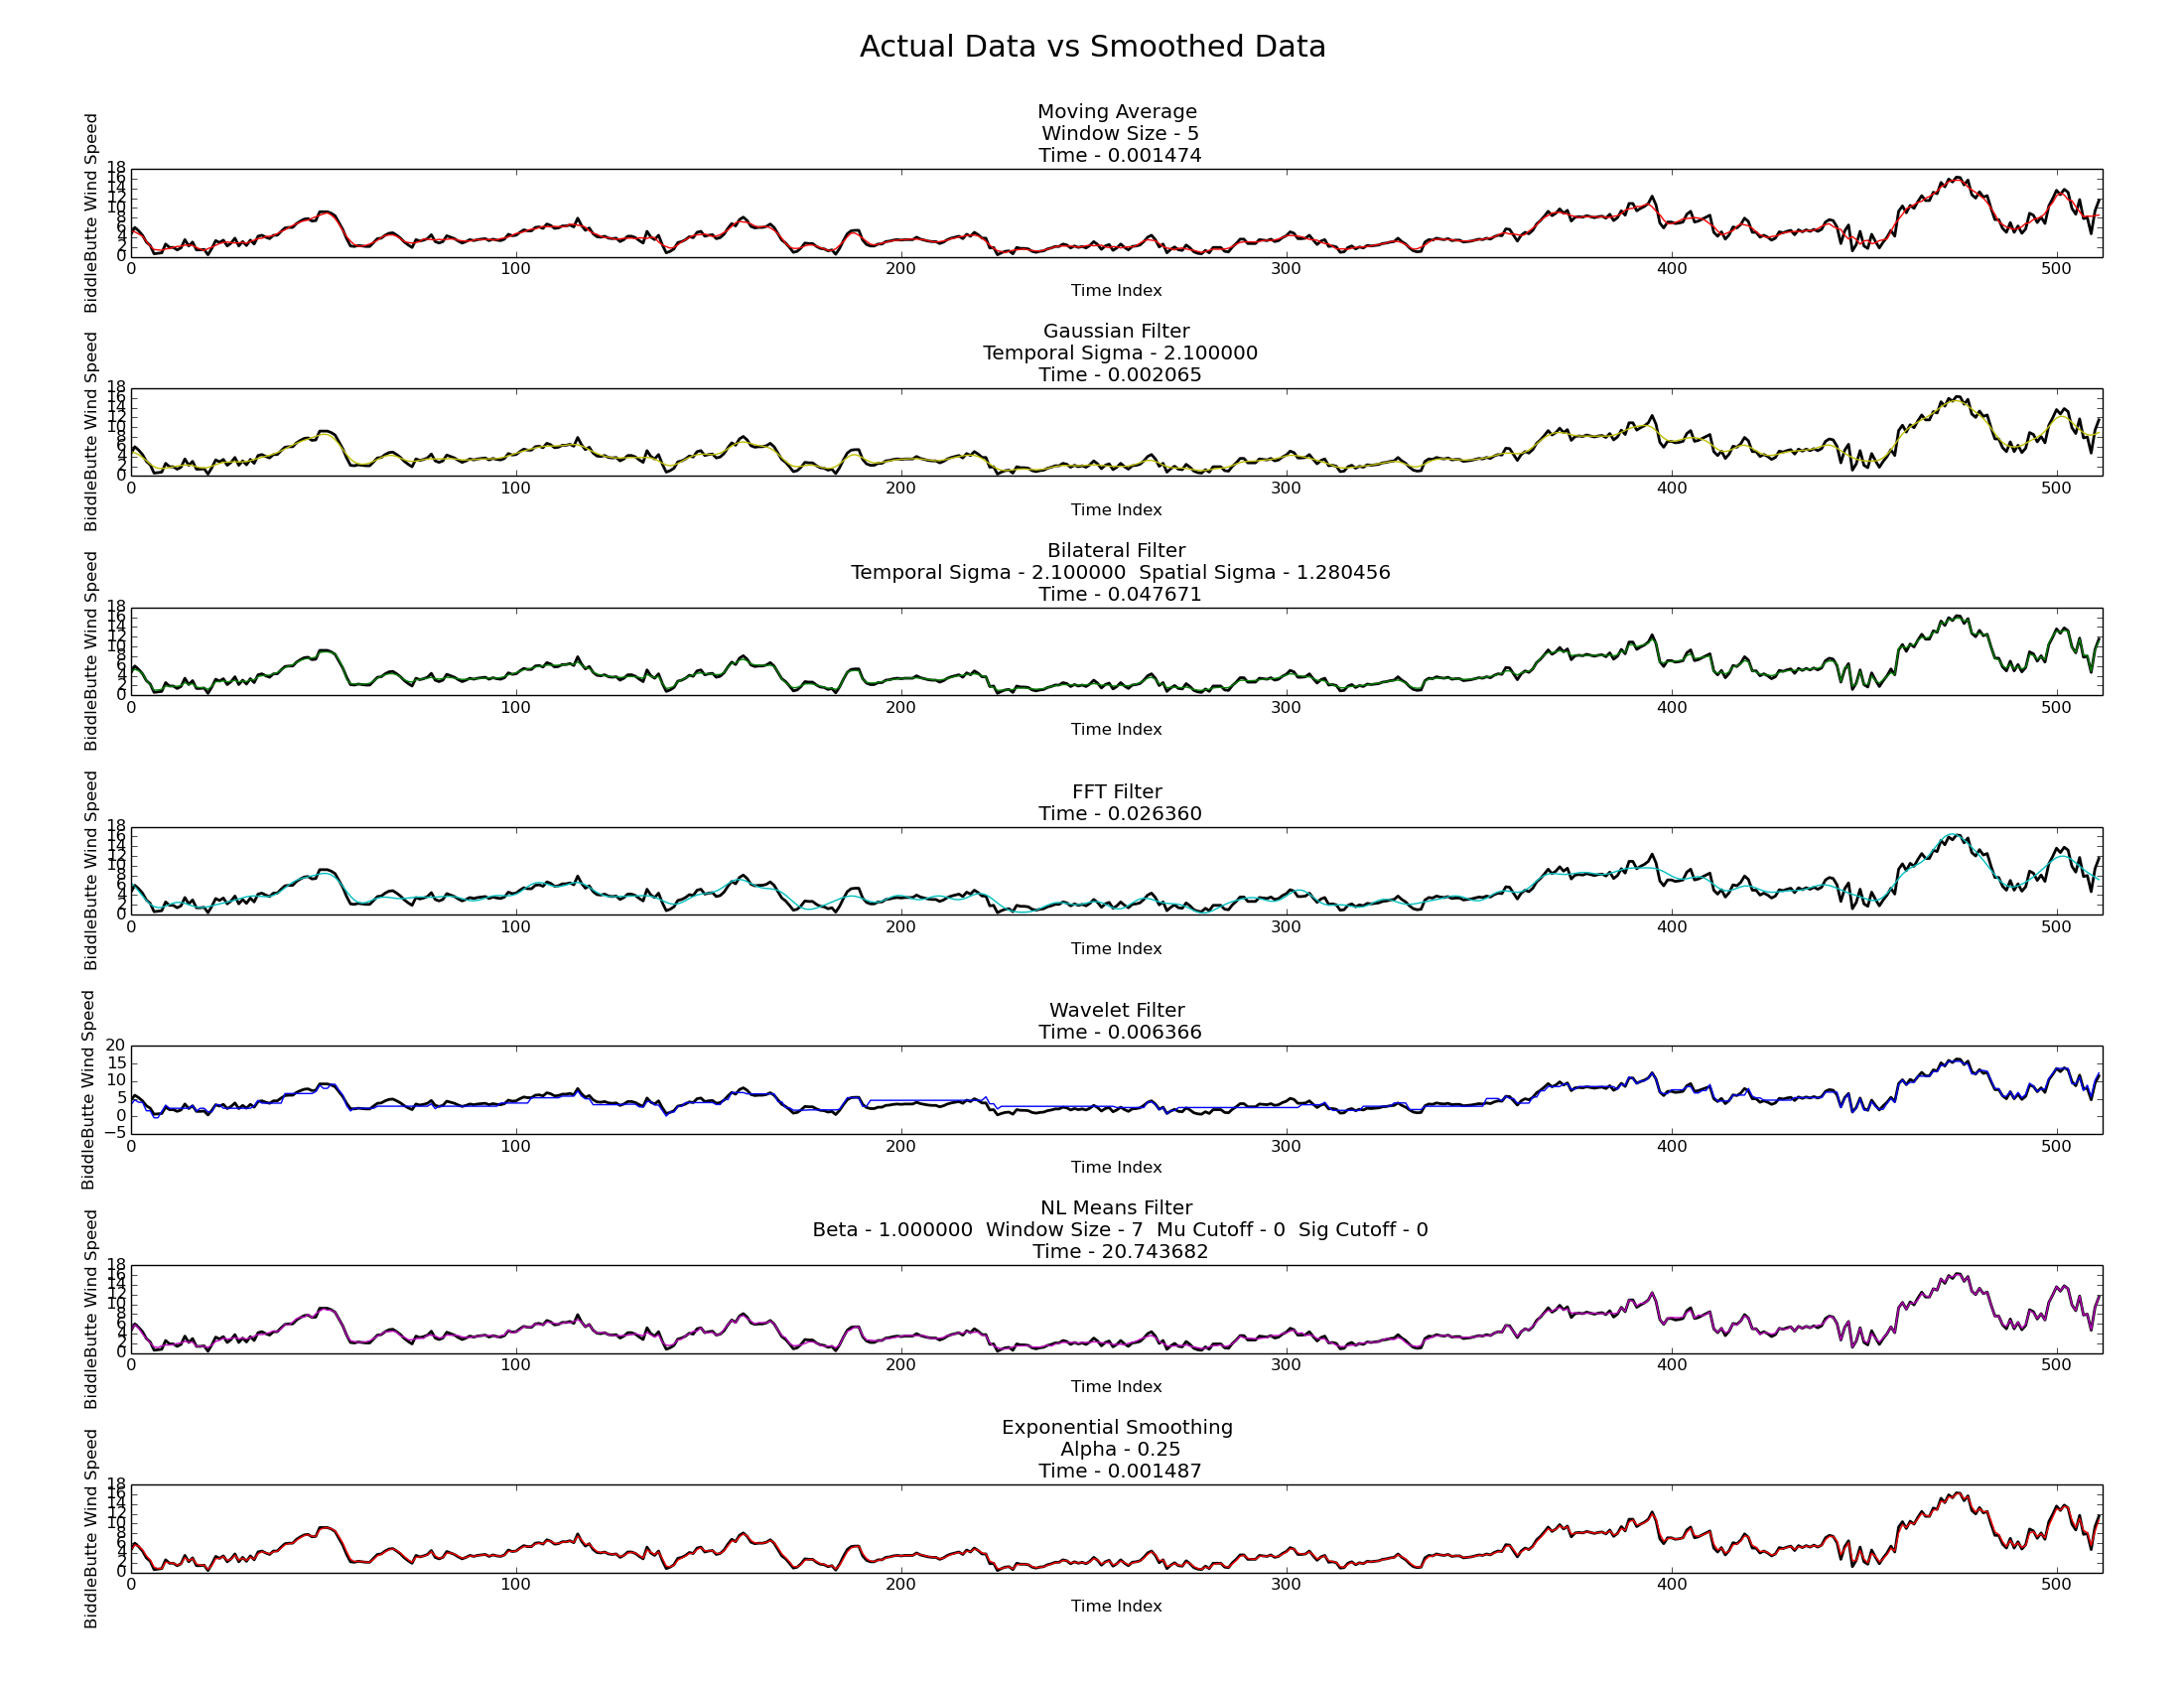 Actual Data vs Smoothed Data
Moving Average
Window Size - 5
Time - 0.001474
BiddleButte Wind Speed
18
16
14
12
10
8
6
4
2
0
0 100 200 300 400 500
Time Index
Gaussian Filter
Temporal Sigma - 2.100000
Time - 0.002065
BiddleButte Wind Speed
18
16
14
12
10
8
6
4
2
0
0 100 200 300 400 500
Time Index
Bilateral Filter
Temporal Sigma - 2.100000  Spatial Sigma - 1.280456
Time - 0.047671
BiddleButte Wind Speed
18
16
14
12
10
8
6
4
2
0
0 100 200 300 400 500
Time Index
FFT Filter
Time - 0.026360
BiddleButte Wind Speed
18
16
14
12
10
8
6
4
2
0
0 100 200 300 400 500
Time Index
Wavelet Filter
Time - 0.006366
BiddleButte Wind Speed
20
15
10
5
0
−5
0 100 200 300 400 500
Time Index
NL Means Filter
Beta - 1.000000  Window Size - 7  Mu Cutoff - 0  Sig Cutoff - 0
Time - 20.743682
BiddleButte Wind Speed
18
16
14
12
10
8
6
4
2
0
0 100 200 300 400 500
Time Index
Exponential Smoothing
Alpha - 0.25
Time - 0.001487
BiddleButte Wind Speed
18
16
14
12
10
8
6
4
2
0
0 100 200 300 400 500
Time Index